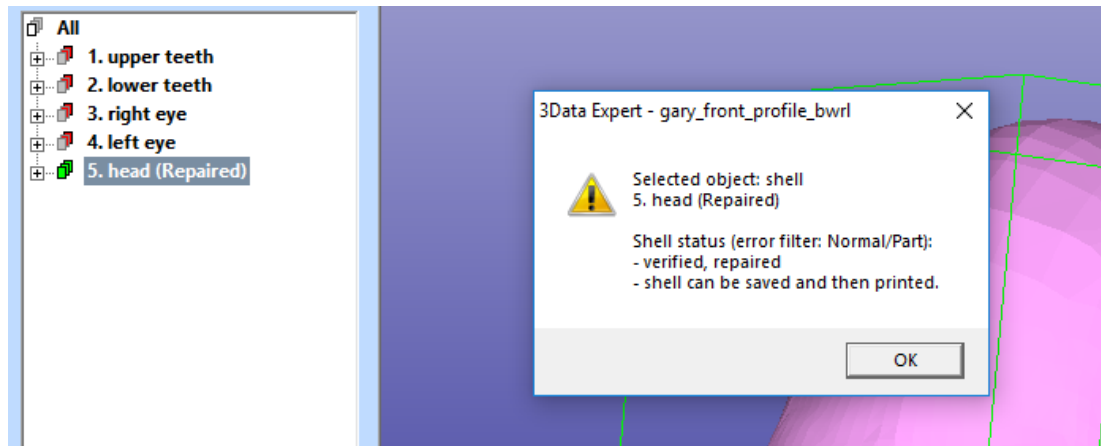 All
1. upper teeth
2. lower teeth
3. right eye
4. left eye
5. head (Repaired)
3Data Expert - gary_front_profile_bwrl
Selected object: shell
5. head (Repaired)
Shell status (error filter: Normal/Part):
- verified, repaired
- shell can be saved and then printed.
OK